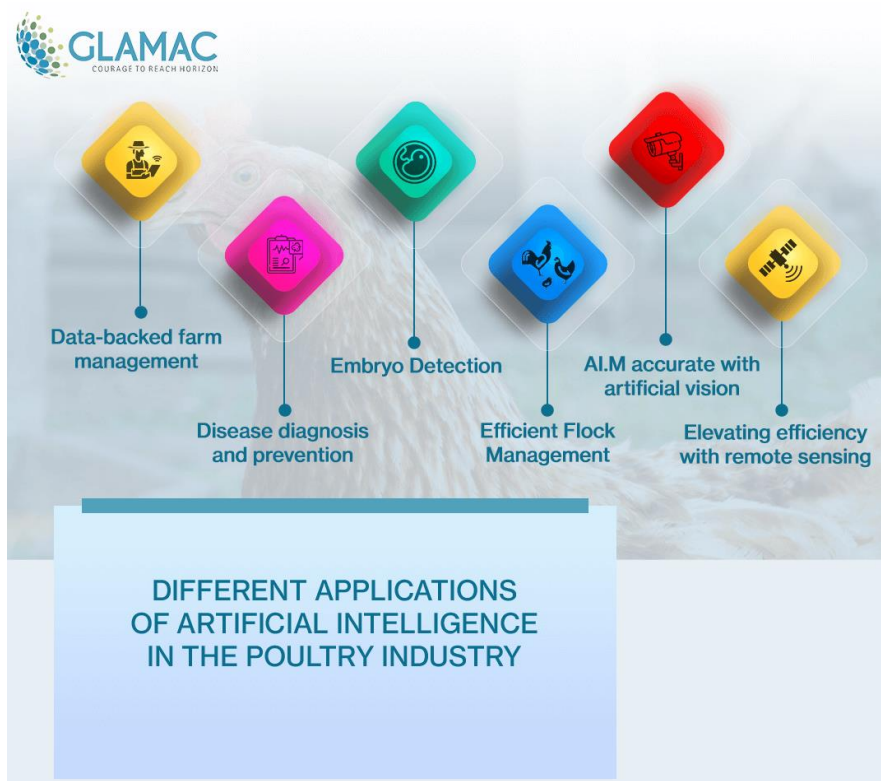 GLAMAC
COURAGE TO REACH HORIZON
Data-backed farm
management
Disease diagnosis
and prevention
Embryo Detection
Efficient Flock
Management
AI.M accurate with
artificial vision
Elevating efficiency
with remote sensing
DIFFERENT APPLICATIONS
OF ARTIFICIAL INTELLIGENCE
IN THE POULTRY INDUSTRY